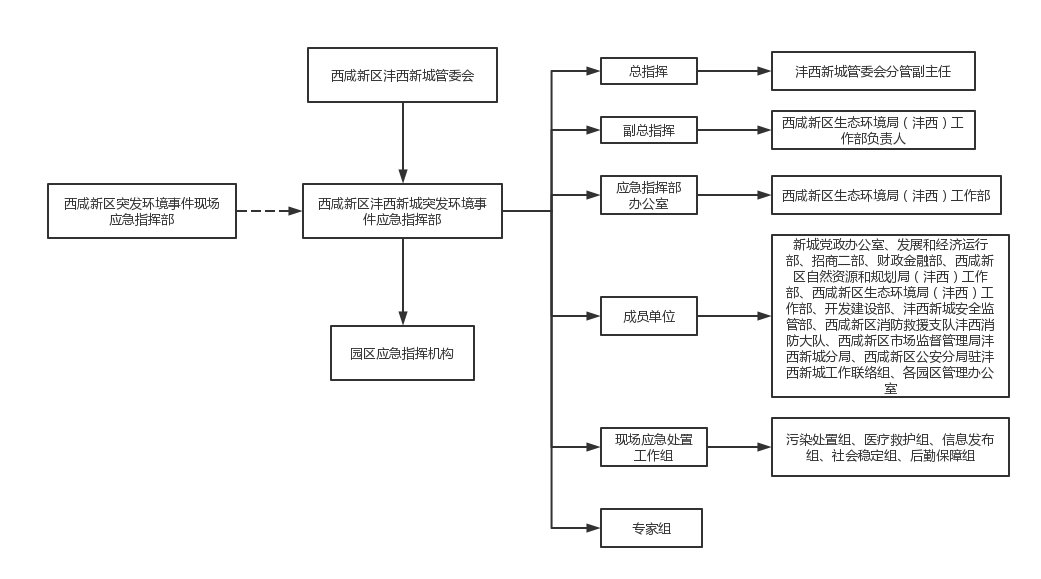 西咸新区沣西新城管委会
西咸新区突发环境事件现场
应急指挥部
西咸新区沣西新城突发环境事
件应急指挥部
园区应急指挥机构
总指挥
沣西新城管委会分管副主任
副总指挥
西咸新区生态环境局（沣西）工
作部负责人
应急指挥部
办公室
西咸新区生态环境局（沣西）工作部
成员单位
新城党政办公室、发展和经济运行
部、招商二部、财政金融部、西咸新
区自然资源和规划局（沣西）工作
部、西咸新区生态环境局（沣西）工
作部、开发建设部、沣西新城安全监
管部、西咸新区消防救援支队沣西消
防大队、西咸新区市场监督管理局沣
西新城分局、西咸新区公安分局驻沣
西新城工作联络组、各园区管理办公
室
现场应急处置
工作组
污染处置组、医疗救护组、信息发布
组、社会稳定组、后勤保障组
专家组